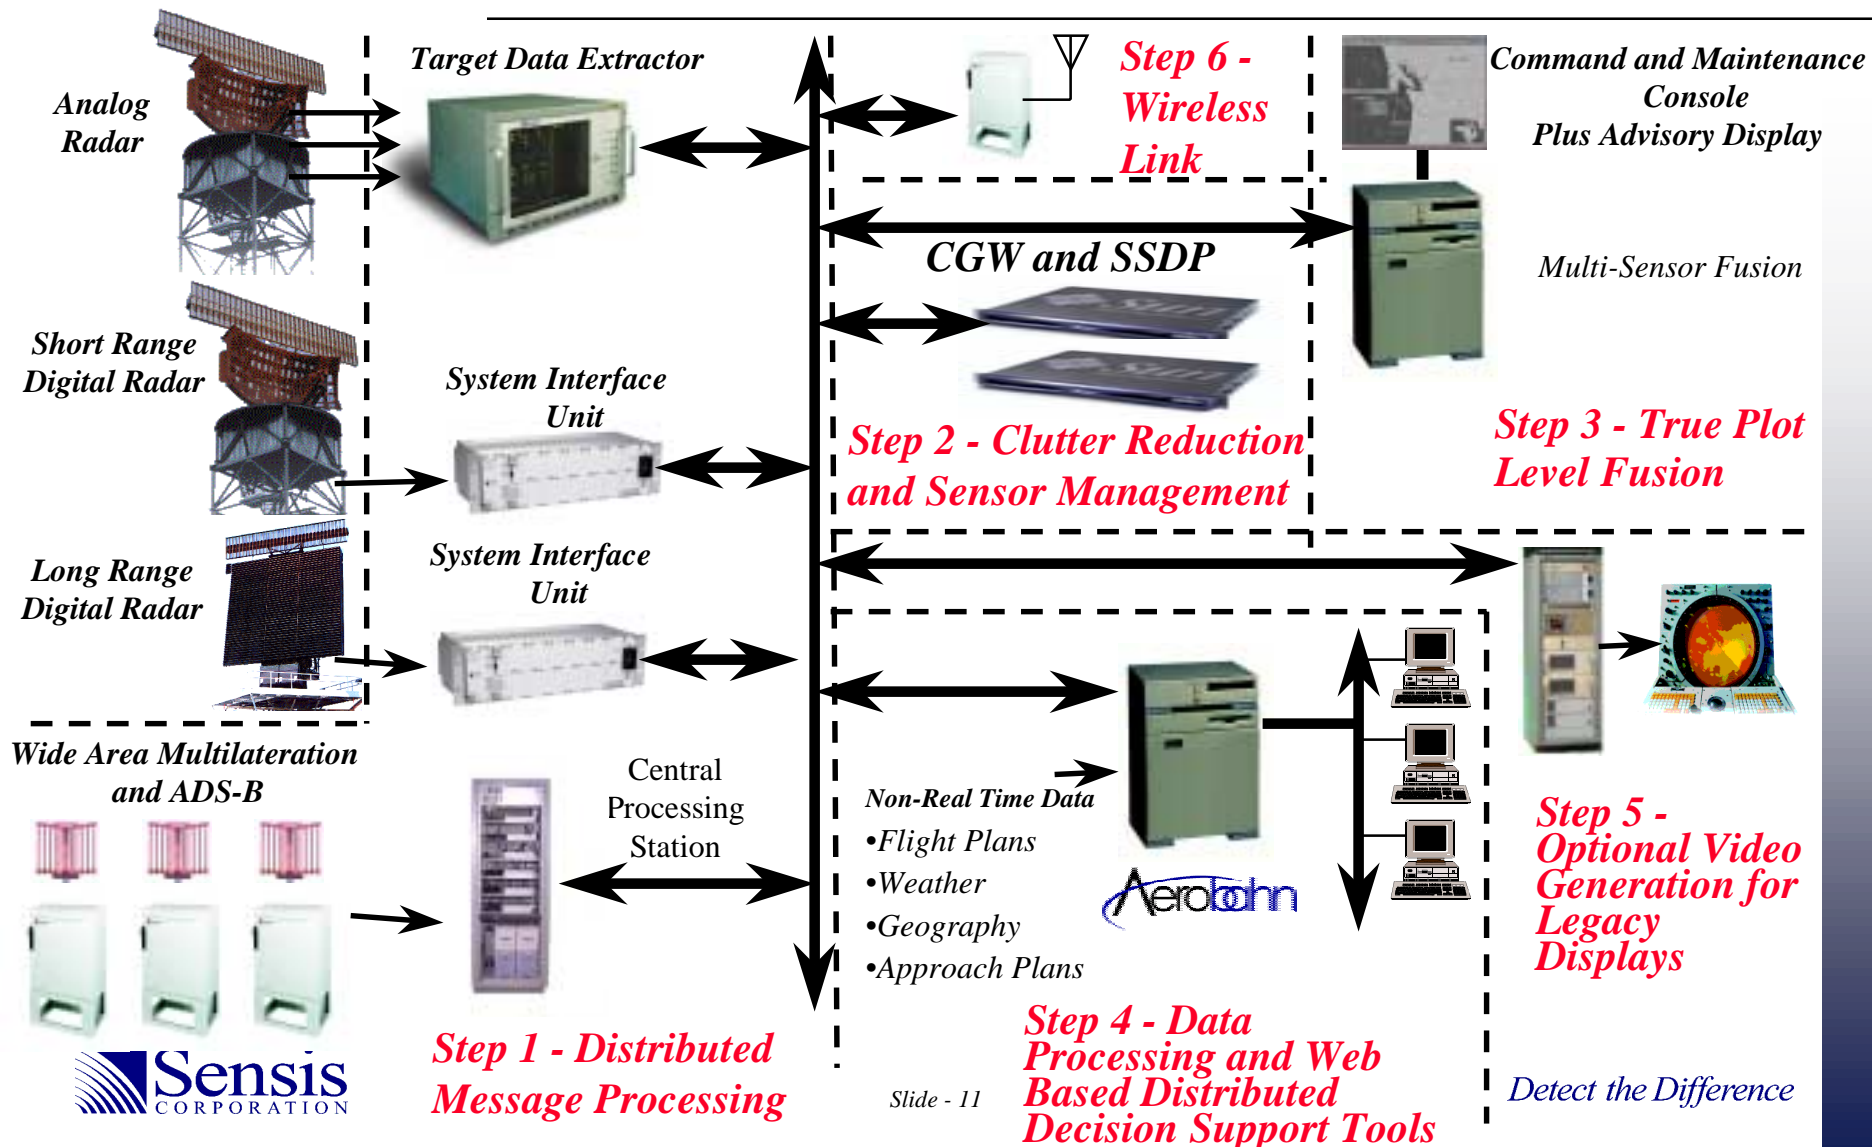 Target Data Extractor
Analog
Radar
Step 6 -
Wireless
Link
Command and Maintenance
Console
Plus Advisory Display
CGW and SSDP
Sun
Sun
Multi-Sensor Fusion
Short Range
Digital Radar
System Interface
Unit
Step 2 - Clutter Reduction
and Sensor Management
Step 3 - True Plot
Level Fusion
Long Range
Digital Radar
System Interface
Unit
Wide Area Multilateration
and ADS-B
Central
Processing
Station
Non-Real Time Data
•Flight Plans
•Weather
•Geography
•Approach Plans
Aerobahn
Step 5 -
Optional Video
Generation for
Legacy
Displays
Step 1 - Distributed
Message Processing
Step 4 - Data
Processing and Web
Based Distributed
Decision Support Tools
Sensis
CORPORATION
Slide - 11
Detect the Difference